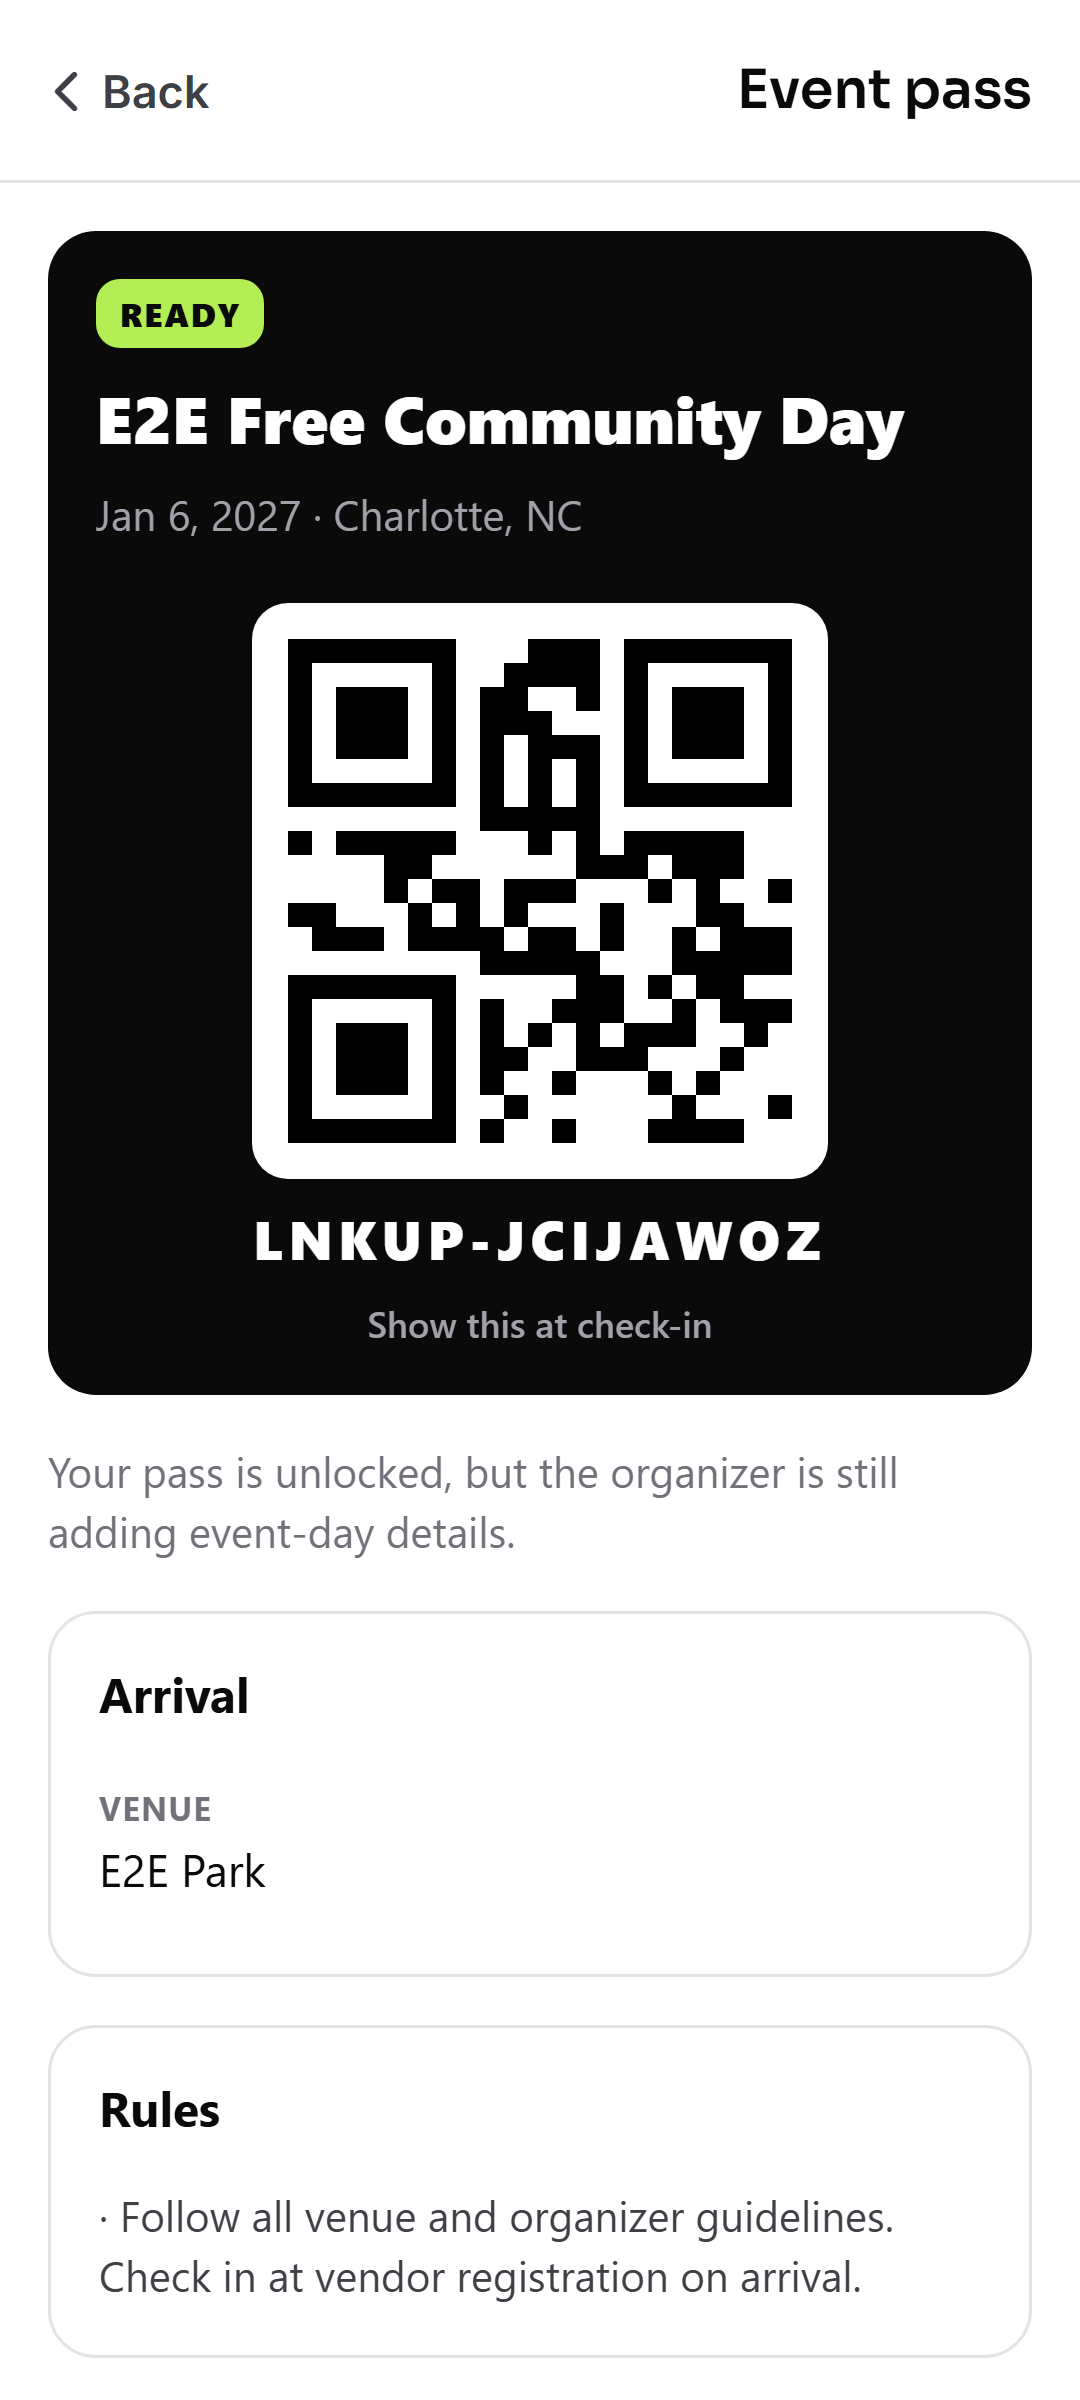 Back
Event pass
READY
E2E Free Community Day
Jan 6, 2027 · Charlotte, NC
LNKUP-JCIJAWOZ
Show this at check-in
Your pass is unlocked, but the organizer is still
adding event-day details.
Arrival
VENUE
E2E Park
Rules
· Follow all venue and organizer guidelines.
Check in at vendor registration on arrival.